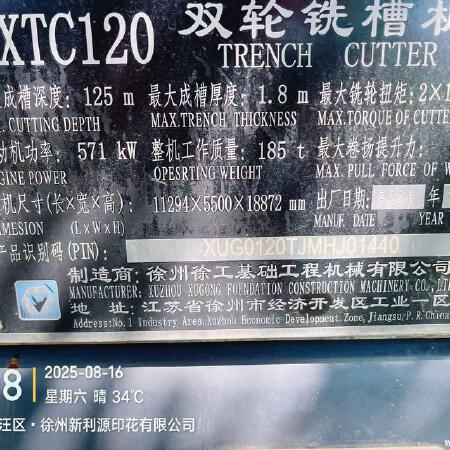 XTC120 双轮铣槽机
TRENCH CUTTER
成槽深度: 125 m 最大成槽厚度: 1.8 m 最大铣轮扭矩: 2×1
. CUTTING DEPTH MAX.TRENCH THICKNESS MAX.TORQUE OF CUTTE
动机功率: 571 kW 整机工作质量: 185 t 最大卷扬提升力:
GINE POWER OPESRTING WEIGHT MAX PULL FORCE OF W
机尺寸(长×宽×高): 11294×5500×18872 mm 出厂日期: 年
MAMESION (L×W×H) MANUF. DATE YEAR
产品识别码(PIN): XUG0120TJMHJ01440
制造商: 徐州徐工基础工程机械有限公司
MANUFACTURER: XUZHOU XUGONG FOUNDATION CONSTRUCTION MACHINERY CO., LTD
地 址: 江苏省徐州市经济开发区工业一区
Address:No.1 Industry Area,Xuzhou Economic Development Zone,Jiangsu,P.R.China
8 2025-08-16
星期六 晴 34℃
汪区·徐州新利源印花有限公司